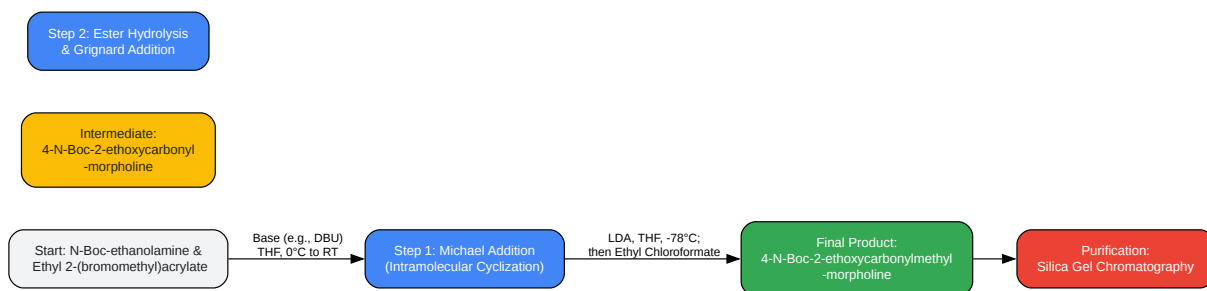 Step 2: Ester Hydrolysis
& Grignard Addition
Intermediate:
4-N-Boc-2-ethoxycarbonyl
-morpholine
Start: N-Boc-ethanolamine &
Ethyl 2-(bromomethyl)acrylate
Base (e.g., DBU)
THF, 0°C to RT
Step 1: Michael Addition
(Intramolecular Cyclization)
LDA, THF, -78°C;
then Ethyl Chloroformate
Final Product:
4-N-Boc-2-ethoxycarbonylmethyl
-morpholine
Purification:
Silica Gel Chromatography